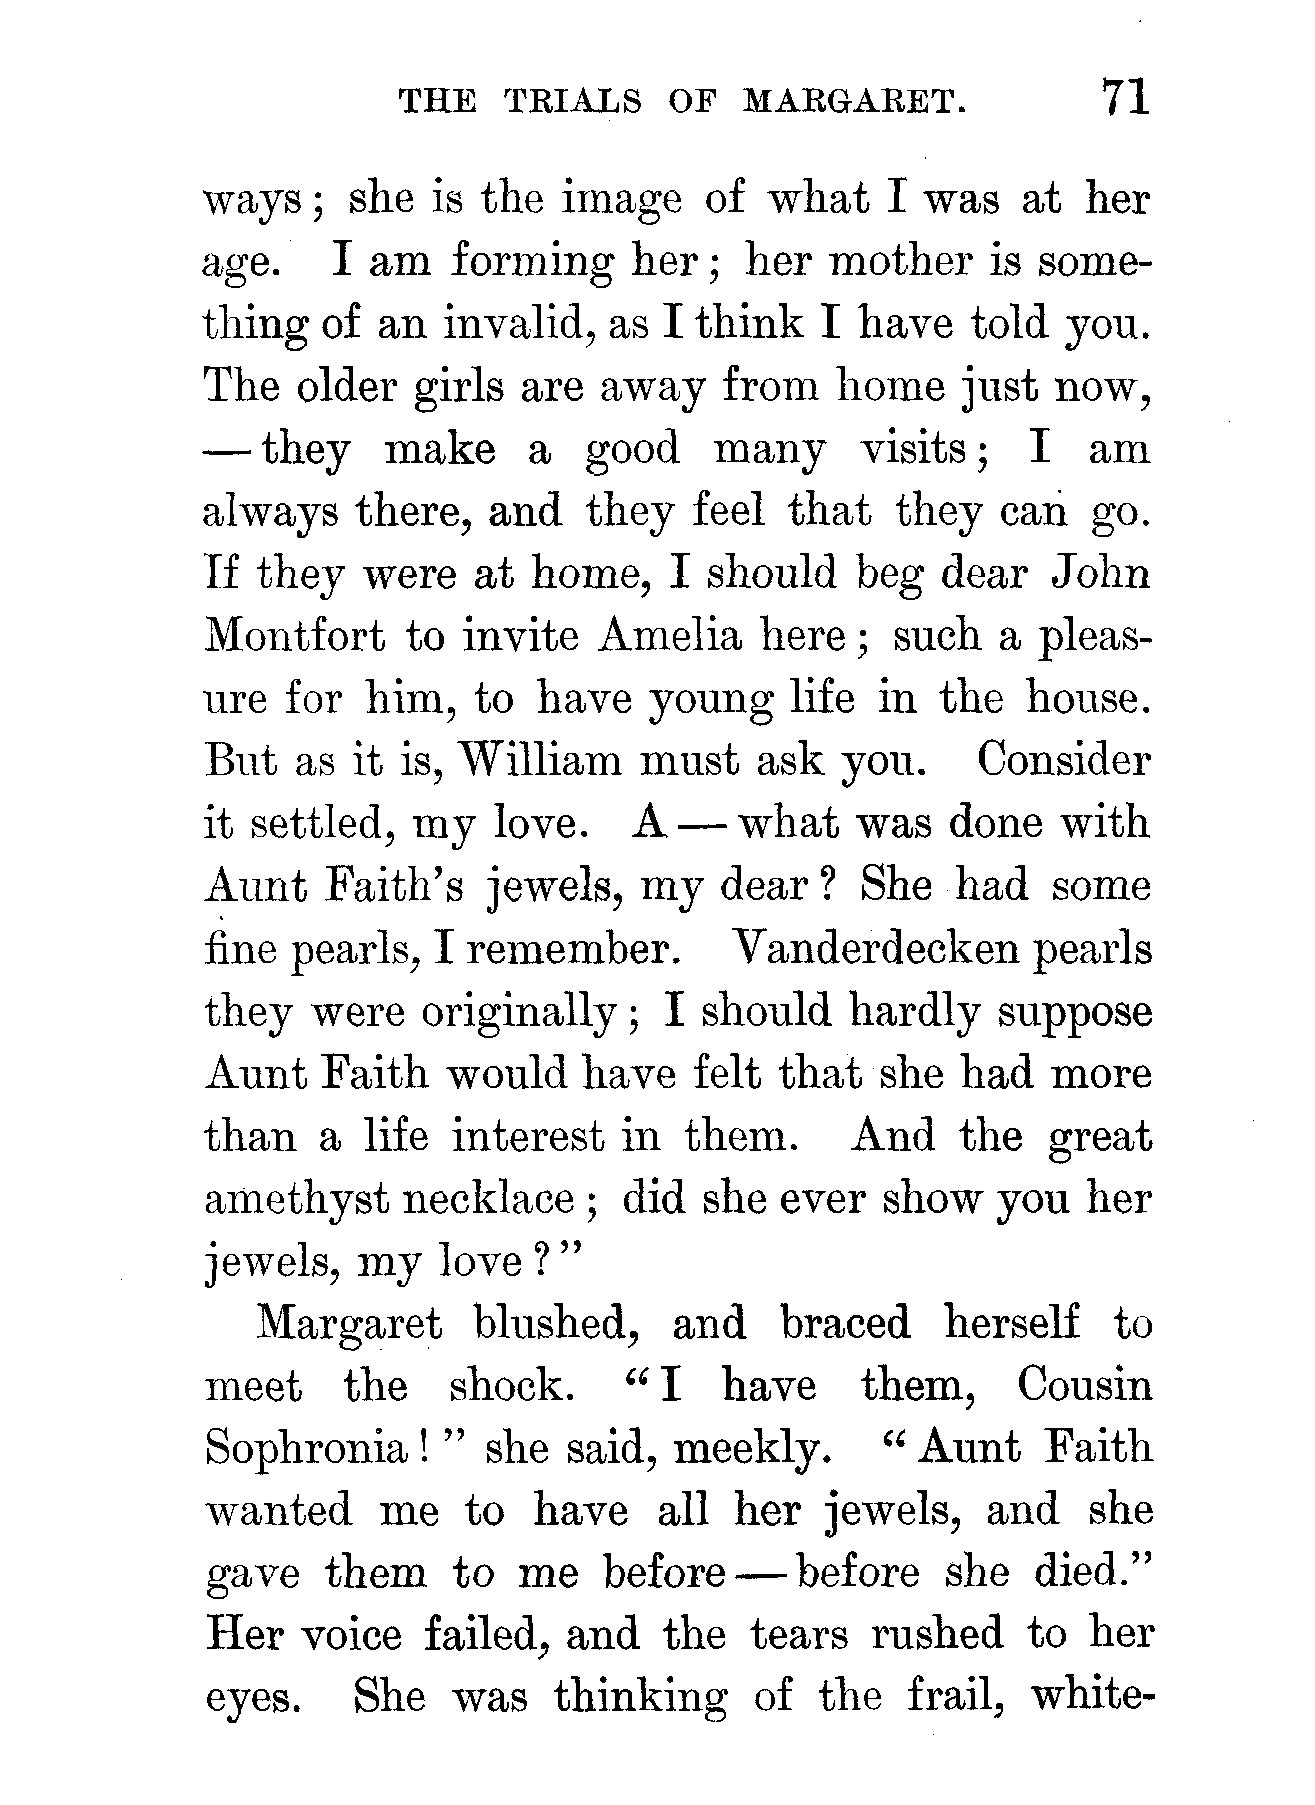 THE TRIALS OF MARGARET. 71
ways; she is the image of what I was at her
age. I am forming her; her mother is some-
thing of an invalid, as I think I have told you.
The older girls are away from home just now,
— they make a good many visits; I am
always there, and they feel that they can go.
If they were at home, I should beg dear John
Montfort to invite Amelia here; such a pleas-
ure for him, to have young life in the house.
But as it is, William must ask you. Consider
it settled, my love. A — what was done with
Aunt Faith's jewels, my dear? She had some
fine pearls, I remember. Vanderdecken pearls
they were originally; I should hardly suppose
Aunt Faith would have felt that she had more
than a life interest in them. And the great
amethyst necklace; did she ever show you her
jewels, my love?"
Margaret blushed, and braced herself to
meet the shock. "I have them, Cousin
Sophronia!" she said, meekly. "Aunt Faith
wanted me to have all her jewels, and she
gave them to me before — before she died."
Her voice failed, and the tears rushed to her
eyes. She was thinking of the frail, white-